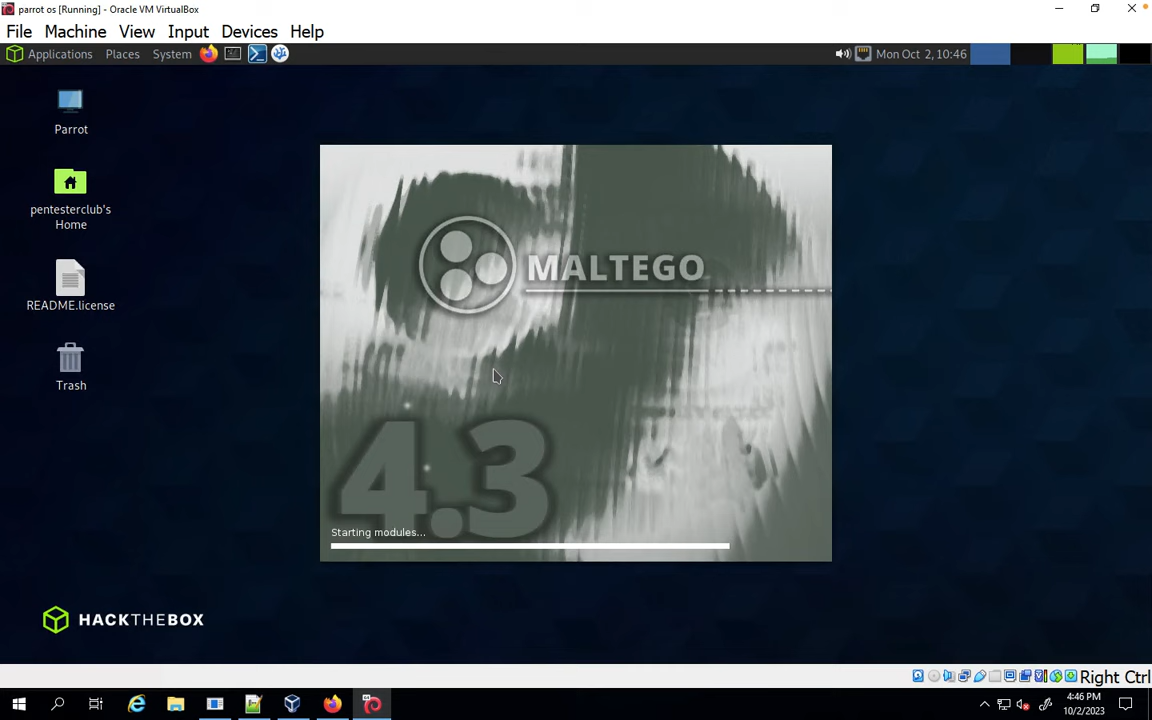 parrot os [Running] - Oracle VM VirtualBox
File Machine View Input Devices Help
Applications Places System
Mon Oct 2, 10:46
Parrot
pentesterclub's
Home
README.license
Trash
MALTEGO
4.3
Starting modules...
HACKTHEBOX
Right Ctrl
4:46 PM
10/2/2023